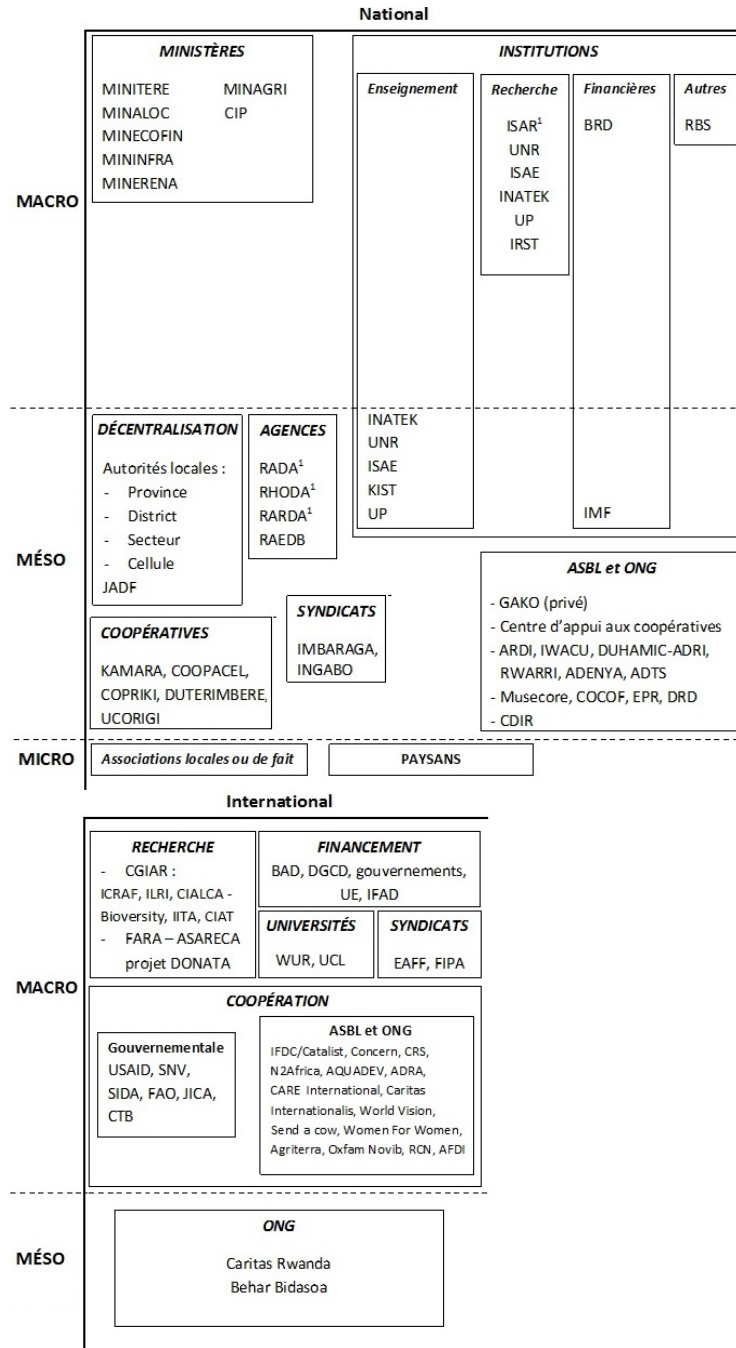 National
MACRO
MINISTÈRES
MINITERE MINAGRI
MINALOC CIP
MINECOFIN
MININFRA
MINERENA
INSTITUTIONS
Enseignement
Recherche
ISAR¹
UNR
ISAE
INATEK
UP
IRST
Financières
BRD
Autres
RBS
MÉSO
DÉCENTRALISATION
Autorités locales :
- Province
- District
- Secteur
- Cellule
JADF
AGENCES
RADA¹
RHODA¹
RARDA¹
RAEDB
INATEK
UNR
ISAE
KIST
UP
IMF
COOPÉRATIVES
KAMARA, COOPACEL,
COPRIKI, DUTERIMBERE,
UCORIGI
SYNDICATS
IMBARAGA,
INGABO
ASBL et ONG
- GAKO (privé)
- Centre d’appui aux coopératives
- ARDI, IWACU, DUHAMIC-ADRI,
RWARRI, ADENYA, ADTS
- Musecore, COCOF, EPR, DRD
- CDIR
MICRO
Associations locales ou de fait
PAYSANS
International
MACRO
RECHERCHE
- CGIAR :
ICRAF, ILRI, CIALCA -
Bioversity, IITA, CIAT
- FARA – ASARECA
projet DONATA
FINANCEMENT
BAD, DGCD, gouvernements,
UE, IFAD
UNIVERSITÉS
WUR, UCL
SYNDICATS
EAFF, FIPA
COOPÉRATION
Gouvernementale
USAID, SNV,
SIDA, FAO, JICA,
CTB
ASBL et ONG
IFDC/Catalist, Concern, CRS,
N2Africa, AQUADEV, ADRA,
CARE International, Caritas
Internationalis, World Vision,
Send a cow, Women For Women,
Agriterra, Oxfam Novib, RCN, AFDI
MÉSO
ONG
Caritas Rwanda
Behar Bidasoa